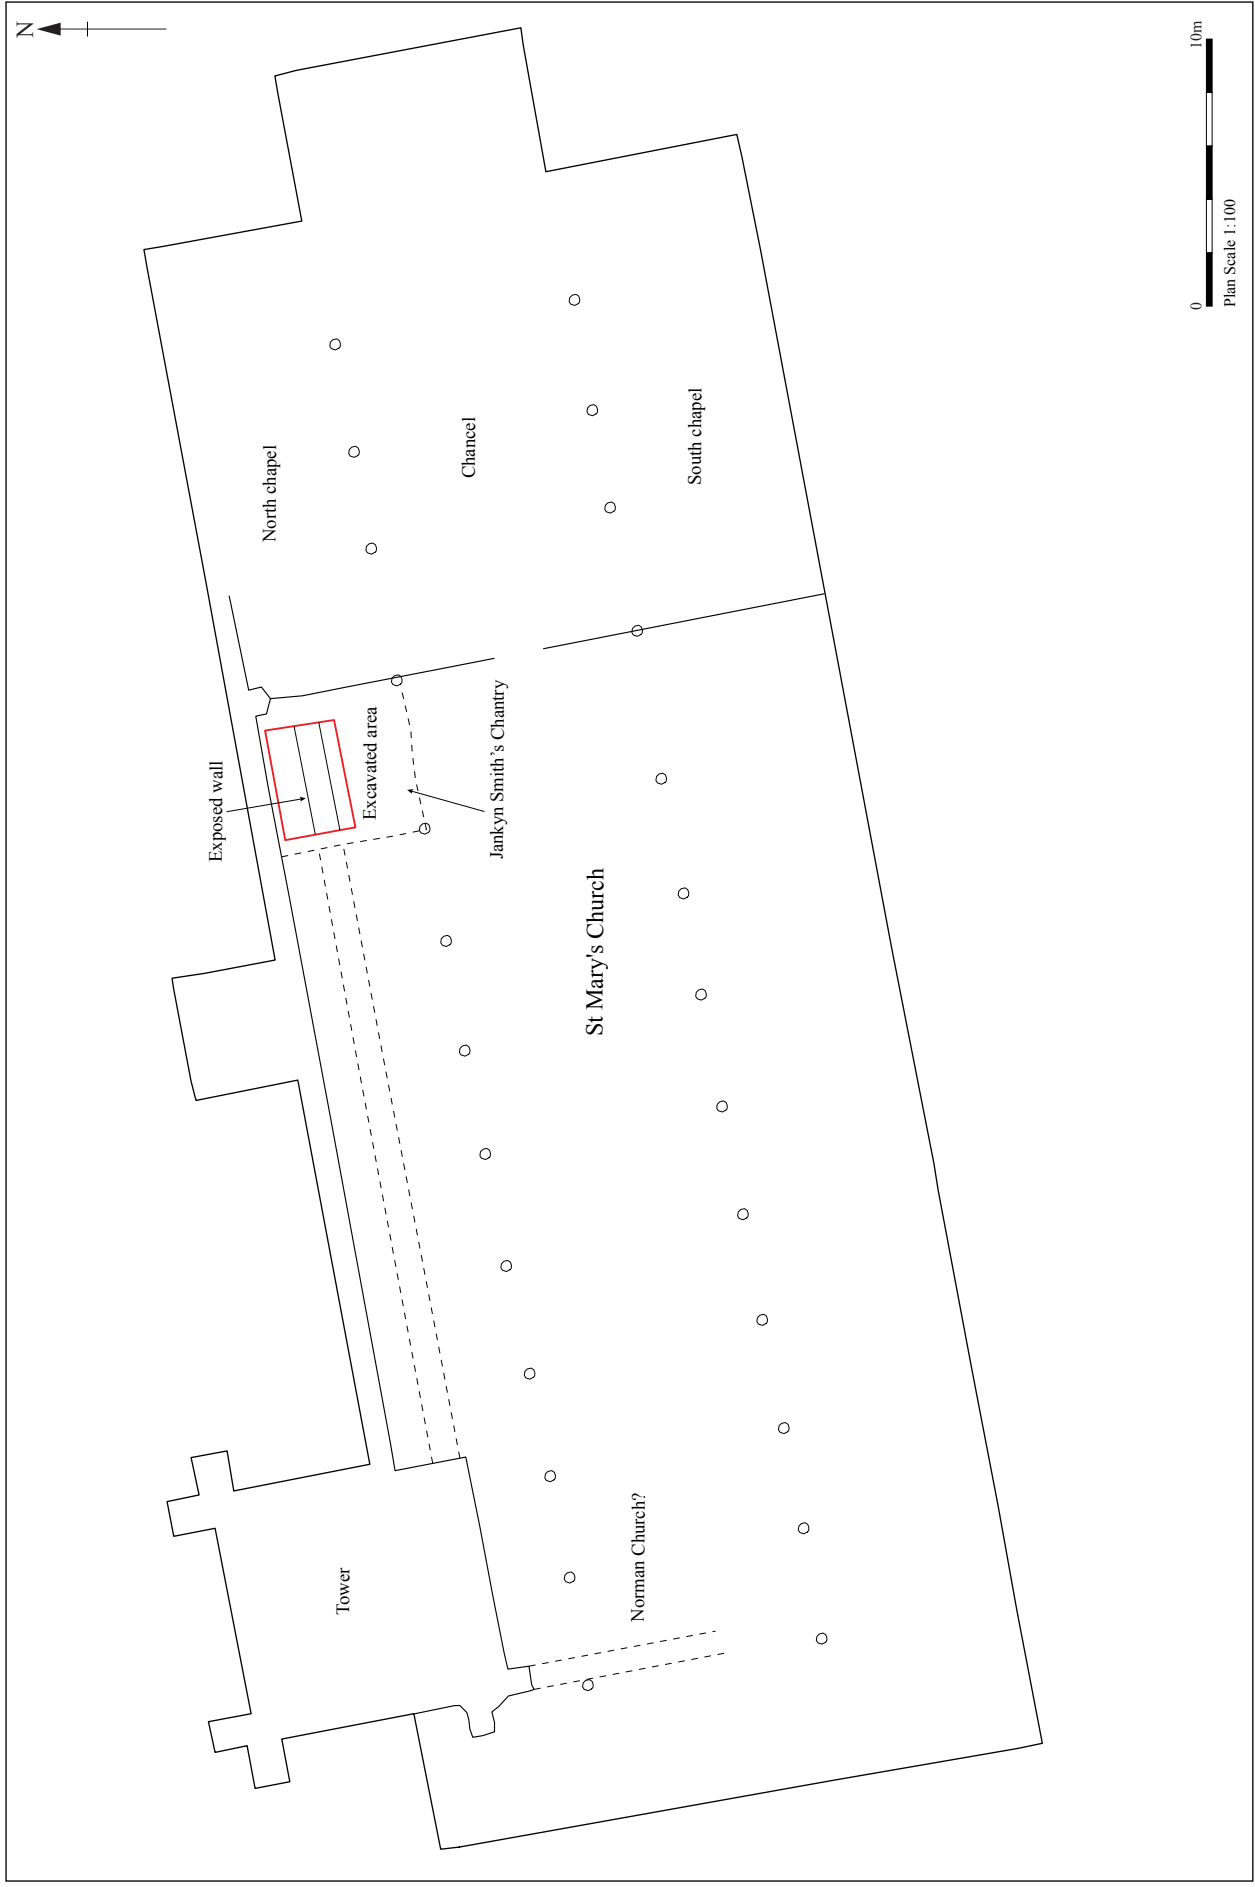 N
Exposed wall
North chapel
Excavated area
Chancel
Jankyn Smith's Chantry
South chapel
St Mary's Church
Tower
Norman Church?
0
10m
Plan Scale 1:100